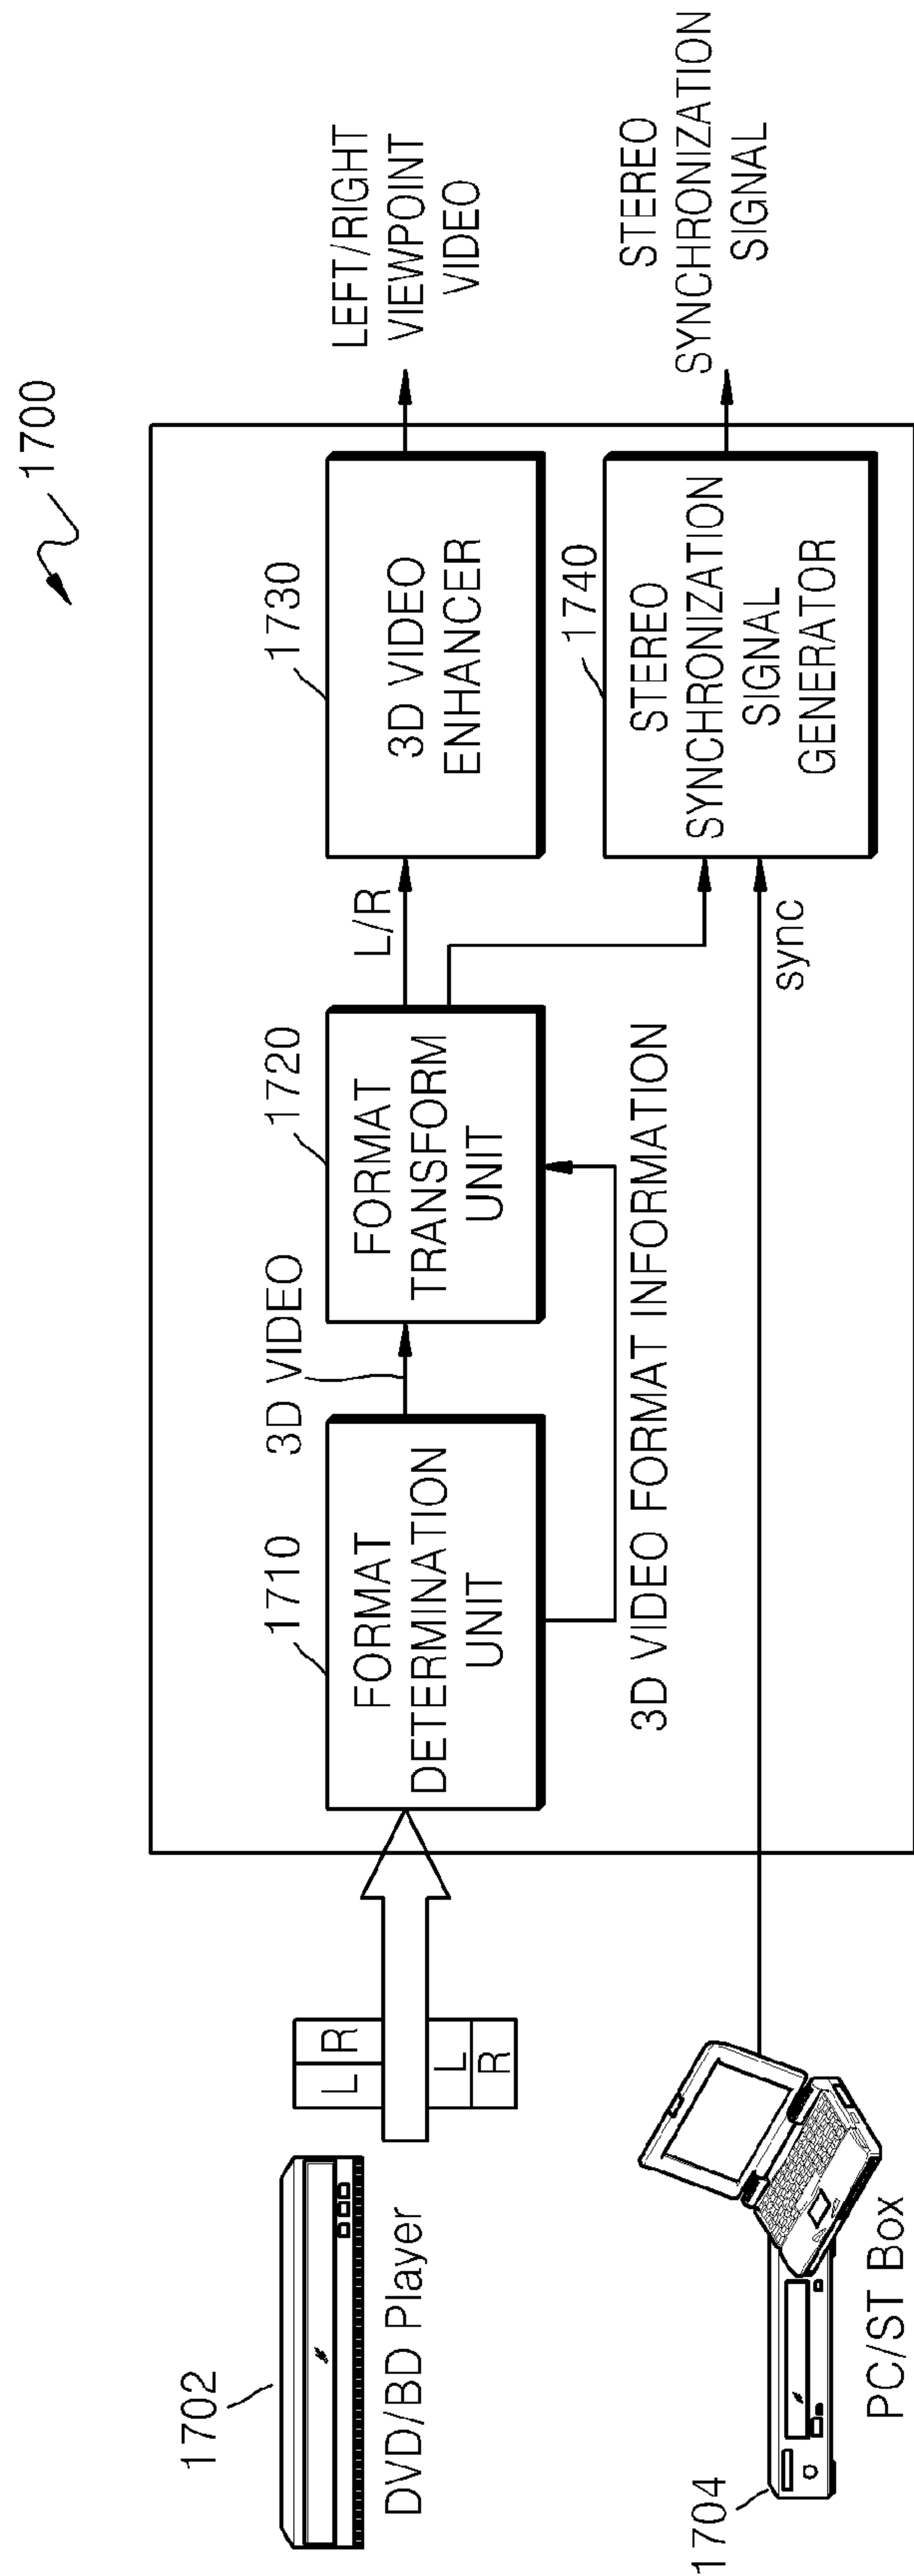 1700
1702
DVD/BD Player
L
R
L
R
1710
FORMAT
DETERMINATION
UNIT
3D VIDEO
1720
FORMAT
TRANSFORM
UNIT
L/R
1730
3D VIDEO
ENHANCER
LEFT/RIGHT
VIEWPOINT
VIDEO
3D VIDEO FORMAT INFORMATION
1704
PC/ST Box
sync
1740
STEREO
SYNCHRONIZATION
SIGNAL
GENERATOR
STEREO
SYNCHRONIZATION
SIGNAL